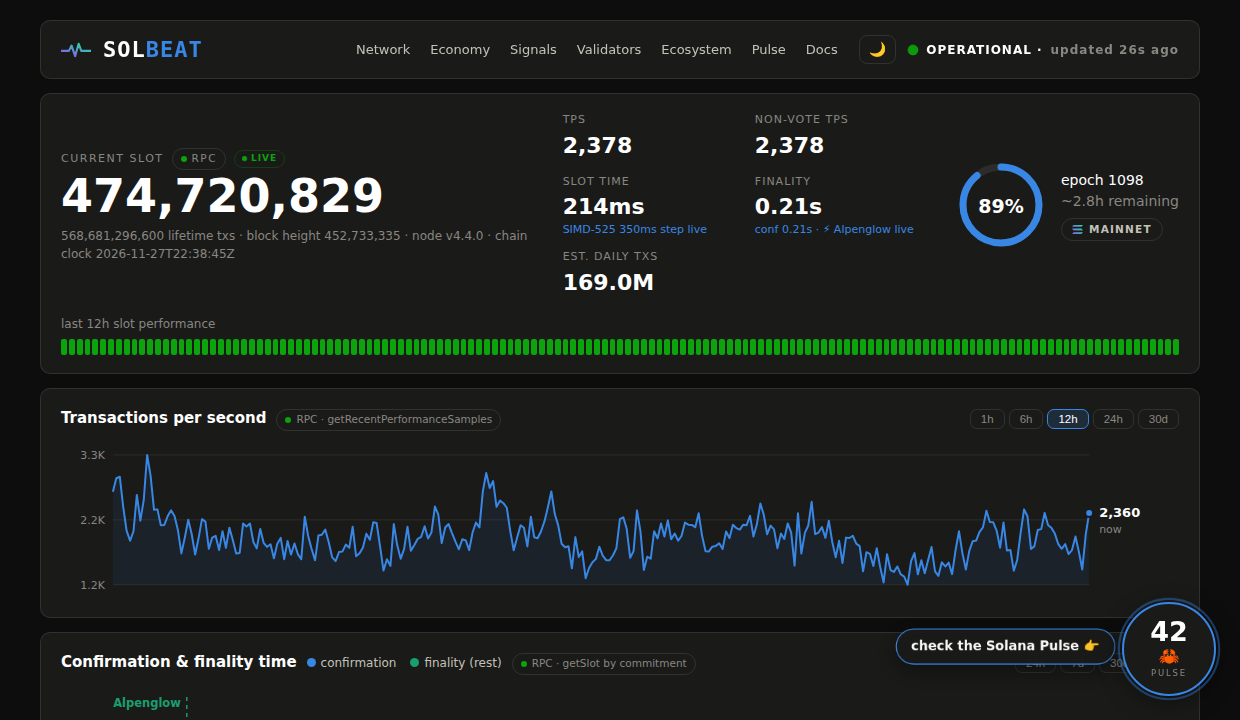 SOLBEAT
Network Economy Signals Validators Ecosystem Pulse Docs 🌙 OPERATIONAL · updated 26s ago
CURRENT SLOT RPC LIVE
474,720,829
568,681,296,600 lifetime txs · block height 452,733,335 · node v4.4.0 · chain
clock 2026-11-27T22:38:45Z
TPS
2,378
NON-VOTE TPS
2,378
SLOT TIME
214ms
SIMD-525 350ms step live
FINALITY
0.21s
conf 0.21s · ⚡ Alpenglow live
EST. DAILY TXS
169.0M
89%
epoch 1098
~2.8h remaining
MAINNET
last 12h slot performance
Transactions per second RPC · getRecentPerformanceSamples
1h 6h 12h 24h 30d
3.3K
2.2K
1.2K
2,360
now
Confirmation & finality time confirmation finality (rest) RPC · getSlot by commitment
Alpenglow
check the Solana Pulse 👉
42
🦀
PULSE